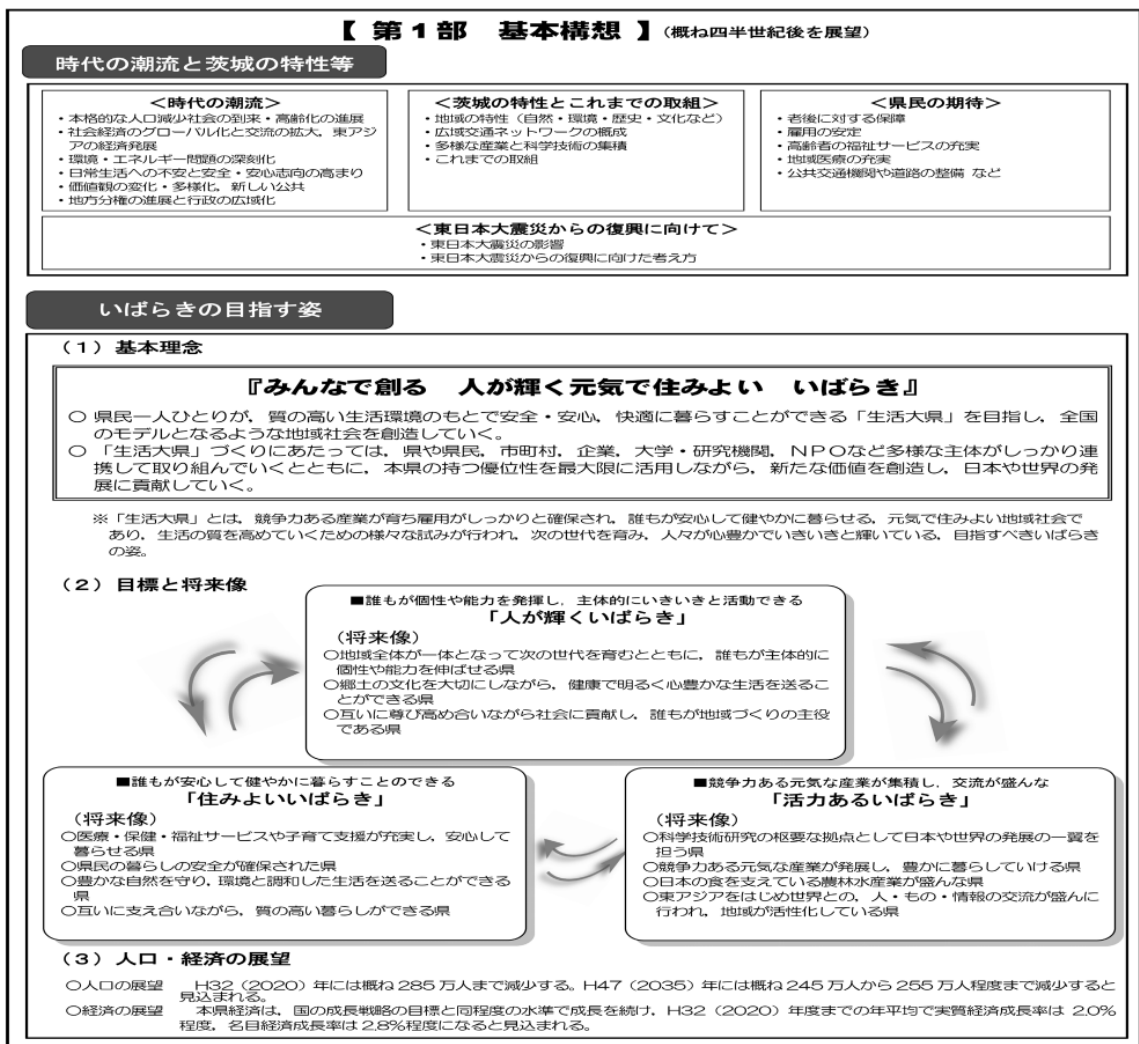 【 第1部 基本構想 】(概ね四半世紀後を展望)
時代の潮流と茨城の特性等
<時代の潮流>
・本格的な人口減少社会の到来・高齢化の進展
・社会経済のグローバル化と交流の拡大，東アジ
アの経済発展
・環境・エネルギー問題の深刻化
・日常生活への不安と安全・安心志向の高まり
・価値観の変化・多様化，新しい公共
・地方分権の進展と行政の広域化
<茨城の特性とこれまでの取組>
・地域の特性（自然・環境・歴史・文化など）
・広域交通ネットワークの概成
・多様な産業と科学技術の集積
・これまでの取組
<県民の期待>
・老後に対する保障
・雇用の安定
・高齢者の福祉サービスの充実
・地域医療の充実
・公共交通機関や道路の整備 など
<東日本大震災からの復興に向けて>
・東日本大震災の影響
・東日本大震災からの復興に向けた考え方
いばらきの目指す姿
（1）基本理念
『みんなで創る 人が輝く元気で住みよい いばらき』
○ 県民一人ひとりが，質の高い生活環境のもとで安全・安心，快適に暮らすことができる「生活大県」を目指し，全国
のモデルとなるような地域社会を創造していく。
○ 「生活大県」づくりにあたっては，県や県民，市町村，企業，大学・研究機関，NPOなど多様な主体がしっかり連
携して取り組んでいくとともに，本県の持つ優位性を最大限に活用しながら，新たな価値を創造し，日本や世界の発
展に貢献していく。
※「生活大県」とは，競争力ある産業が育ち雇用がしっかりと確保され，誰もが安心して健やかに暮らせる，元気で住みよい地域社会で
あり，生活の質を高めていくための様々な試みが行われ，次の世代を育み，人々が心豊かでいきいきと輝いている，目指すべきいばらき
の姿。
（2）目標と将来像
■誰もが個性や能力を発揮し，主体的にいきいきと活動できる
「人が輝くいばらき」
（将来像）
○地域全体が一体となって次の世代を育むとともに，誰もが主体的に
個性や能力を伸ばせる県
○郷土の文化を大切にしながら，健康で明るく心豊かな生活を送るこ
とができる県
○互いに尊び高め合いながら社会に貢献し，誰もが地域づくりの主役
である県
■誰もが安心して健やかに暮らすことのできる
「住みよいいばらき」
（将来像）
○医療・保健・福祉サービスや子育て支援が充実し，安心して
暮らせる県
○県民の暮らしの安全が確保された県
○豊かな自然を守り，環境と調和した生活を送ることができる
県
○互いに支え合いながら，質の高い暮らしができる県
■競争力ある元気な産業が集積し，交流が盛んな
「活力あるいばらき」
（将来像）
○科学技術研究の枢要な拠点として日本や世界の発展の一翼を
担う県
○競争力ある元気な産業が発展し，豊かに暮らしていける県
○日本の食を支えている農林水産業が盛んな県
○東アジアをはじめ世界との，人・もの・情報の交流が盛んに
行われ，地域が活性化している県
（3）人口・経済の展望
○人口の展望 H32（2020）年には概ね285万人まで減少する。H47（2035）年には概ね245万人から255万人程度まで減少すると
見込まれる。
○経済の展望 本県経済は，国の成長戦略の目標と同程度の水準で成長を続け，H32（2020）年度までの年平均で実質経済成長率は 2.0%
程度，名目経済成長率は2.8%程度になると見込まれる。